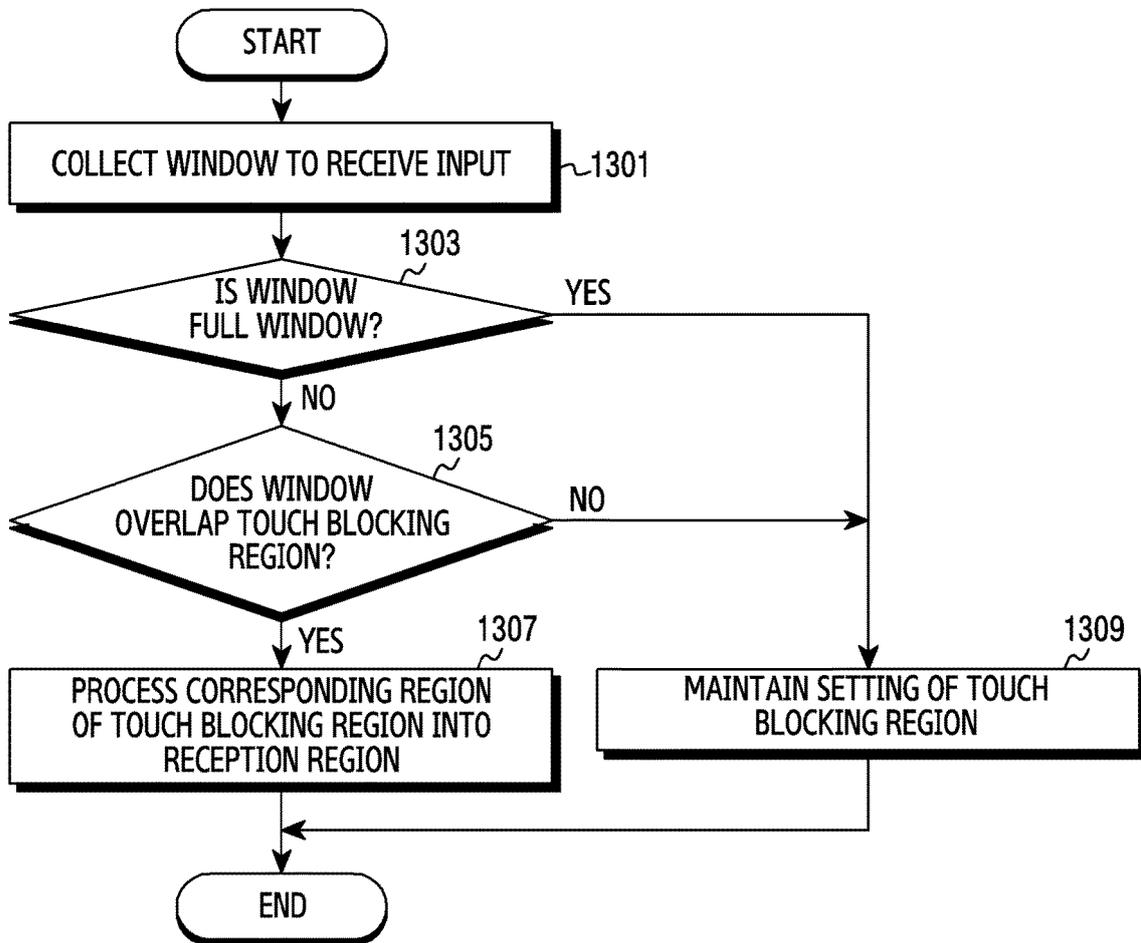 START
COLLECT WINDOW TO RECEIVE INPUT
1301
1303
IS WINDOW
FULL WINDOW?
YES
NO
1305
DOES WINDOW
OVERLAP TOUCH BLOCKING
REGION?
NO
YES
1307
PROCESS CORRESPONDING REGION
OF TOUCH BLOCKING REGION INTO
RECEPTION REGION
1309
MAINTAIN SETTING OF TOUCH
BLOCKING REGION
END